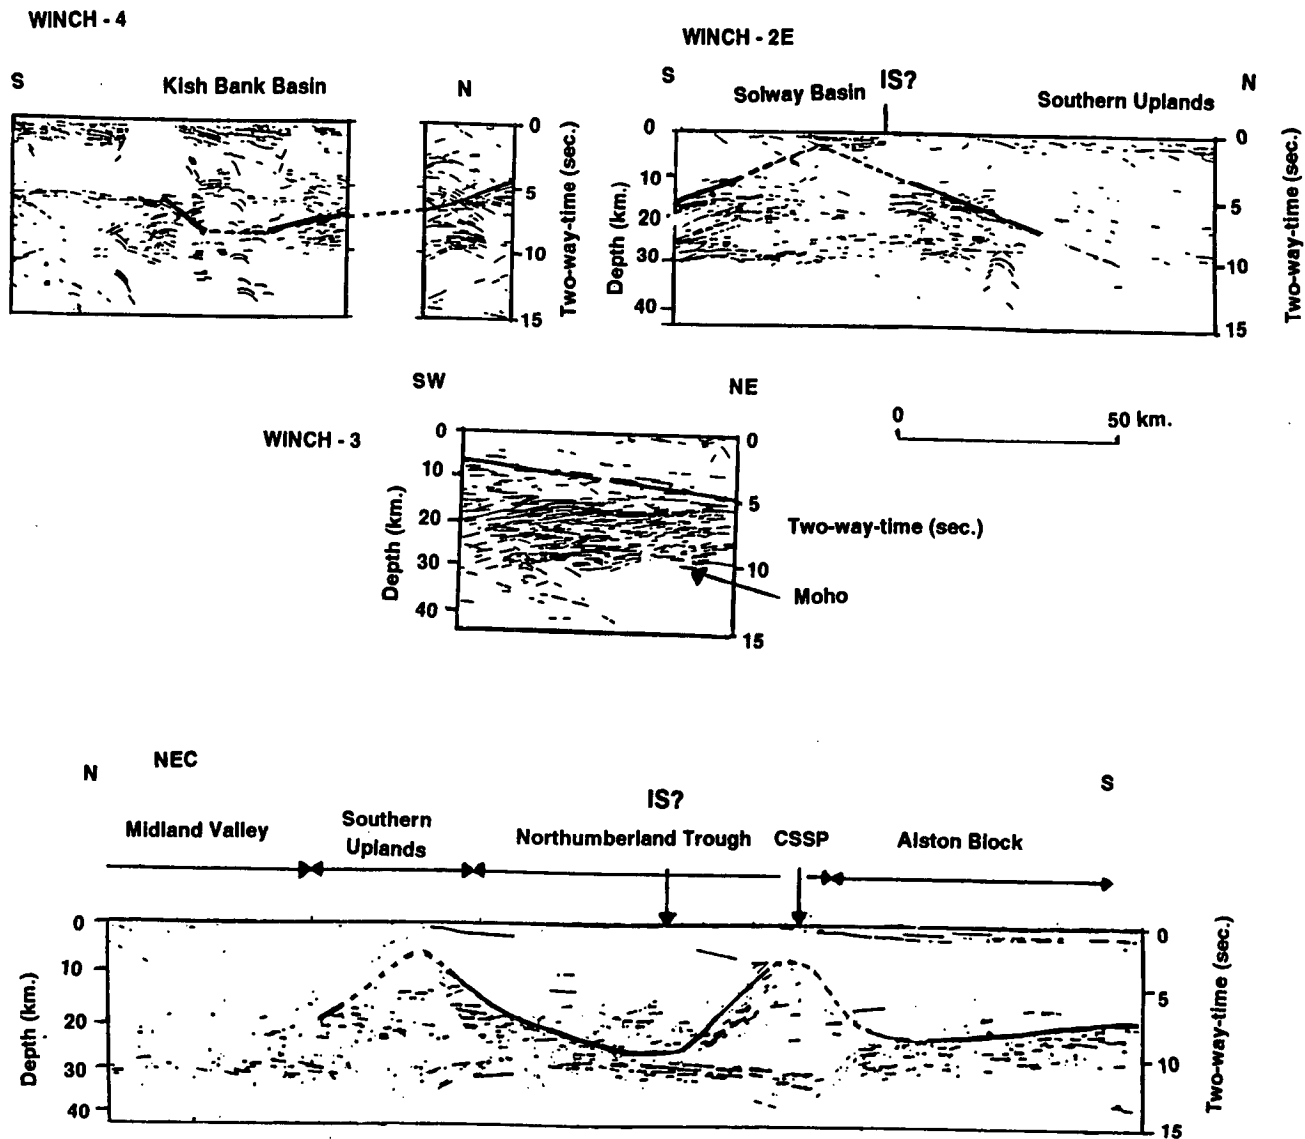 WINCH - 4
S
Kish Bank Basin
N
0
5
10
15
Two-way-time (sec.)
WINCH - 2E
S
Solway Basin
IS?
Southern Uplands
N
0
10
20
30
40
Depth (km.)
0
5
10
15
Two-way-time (sec.)
SW
NE
WINCH - 3
0
10
20
30
40
Depth (km.)
0
5
10
15
Two-way-time (sec.)
Moho
0
50 km.
N
NEC
S
IS?
Midland Valley
Southern
Uplands
Northumberland Trough
CSSP
Alston Block
0
10
20
30
40
Depth (km.)
0
5
10
15
Two-way-time (sec.)